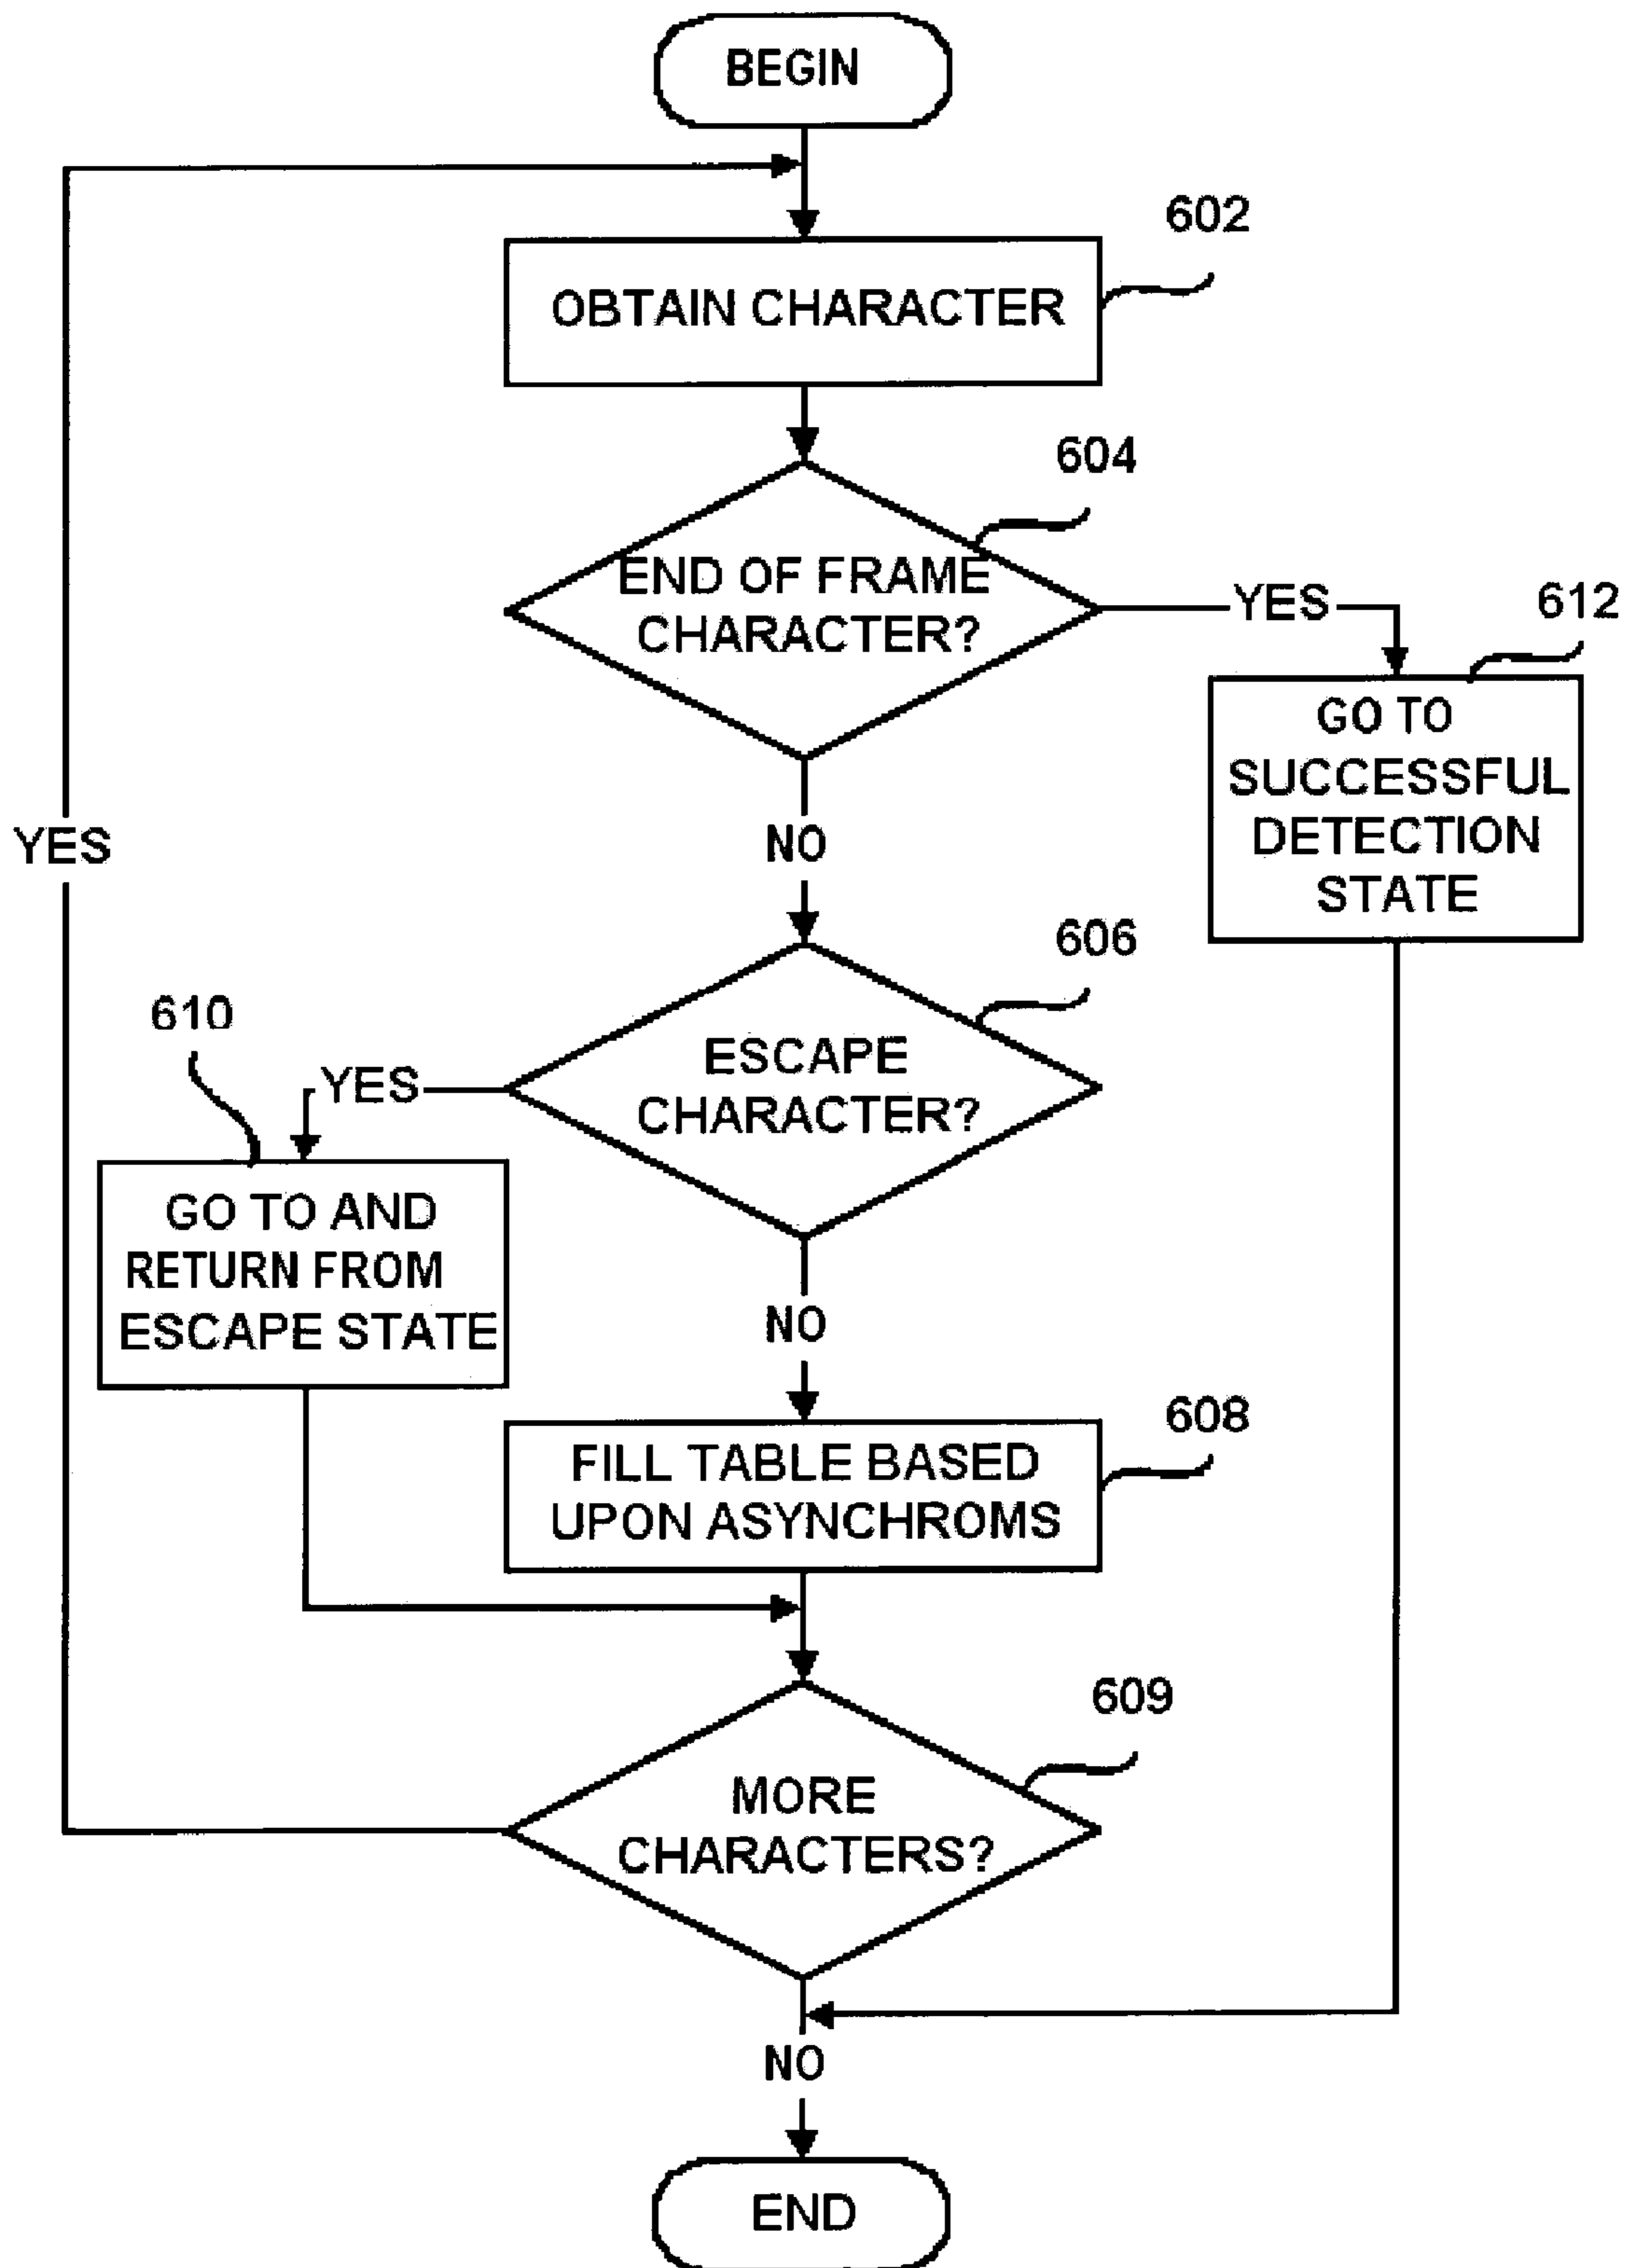 BEGIN
602
OBTAIN CHARACTER
604
END OF FRAME
CHARACTER?
YES
612
GO TO
SUCCESSFUL
DETECTION
STATE
YES
NO
606
610
ESCAPE
CHARACTER?
YES
GO TO AND
RETURN FROM
ESCAPE STATE
NO
608
FILL TABLE BASED
UPON ASYNCHROMS
609
MORE
CHARACTERS?
NO
END